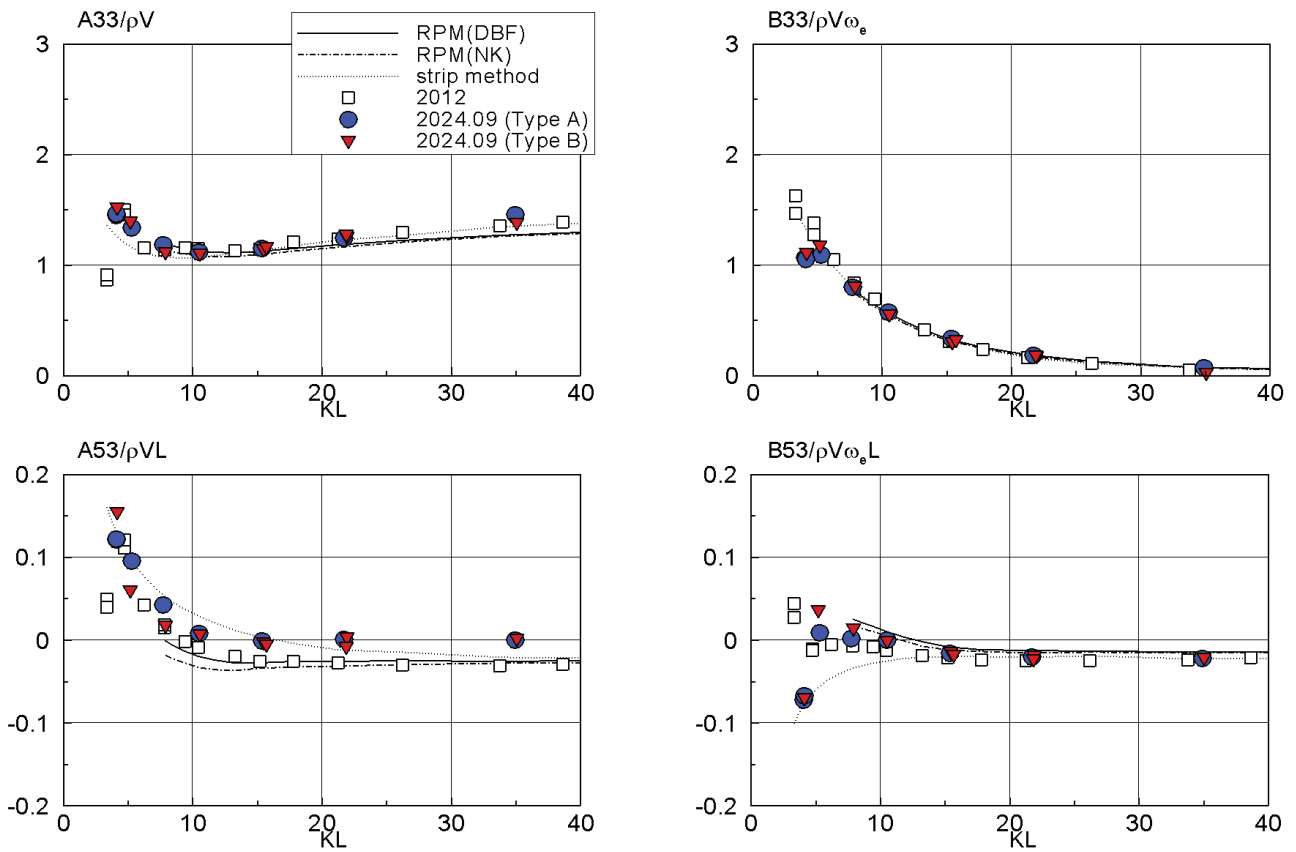 A33/ρV
RPM(DBF)
RPM(NK)
strip method
2012
2024.09 (Type A)
2024.09 (Type B)
3
2
1
0
0 10 20 30 40
KL
B33/ρVωe
3
2
1
0
0 10 20 30 40
KL
A53/ρVL
0.2
0.1
0
-0.1
-0.2
0 10 20 30 40
KL
B53/ρVωeL
0.2
0.1
0
-0.1
-0.2
0 10 20 30 40
KL